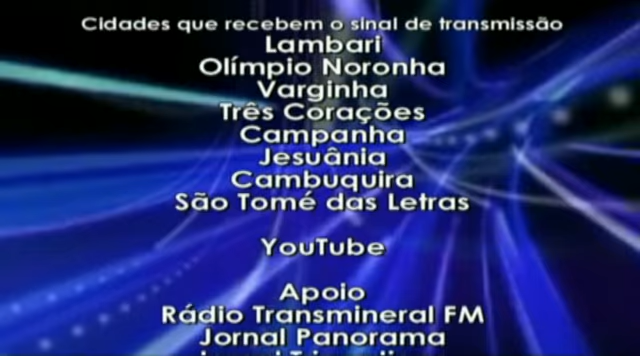 Cidades que recebem o sinal de transmissão
Lambari
Olímpio Noronha
Varginha
Três Corações
Campanha
Jesuânia
Cambuquira
São Tomé das Letras
YouTube
Apoio
Rádio Transmineral FM
Jornal Panorama